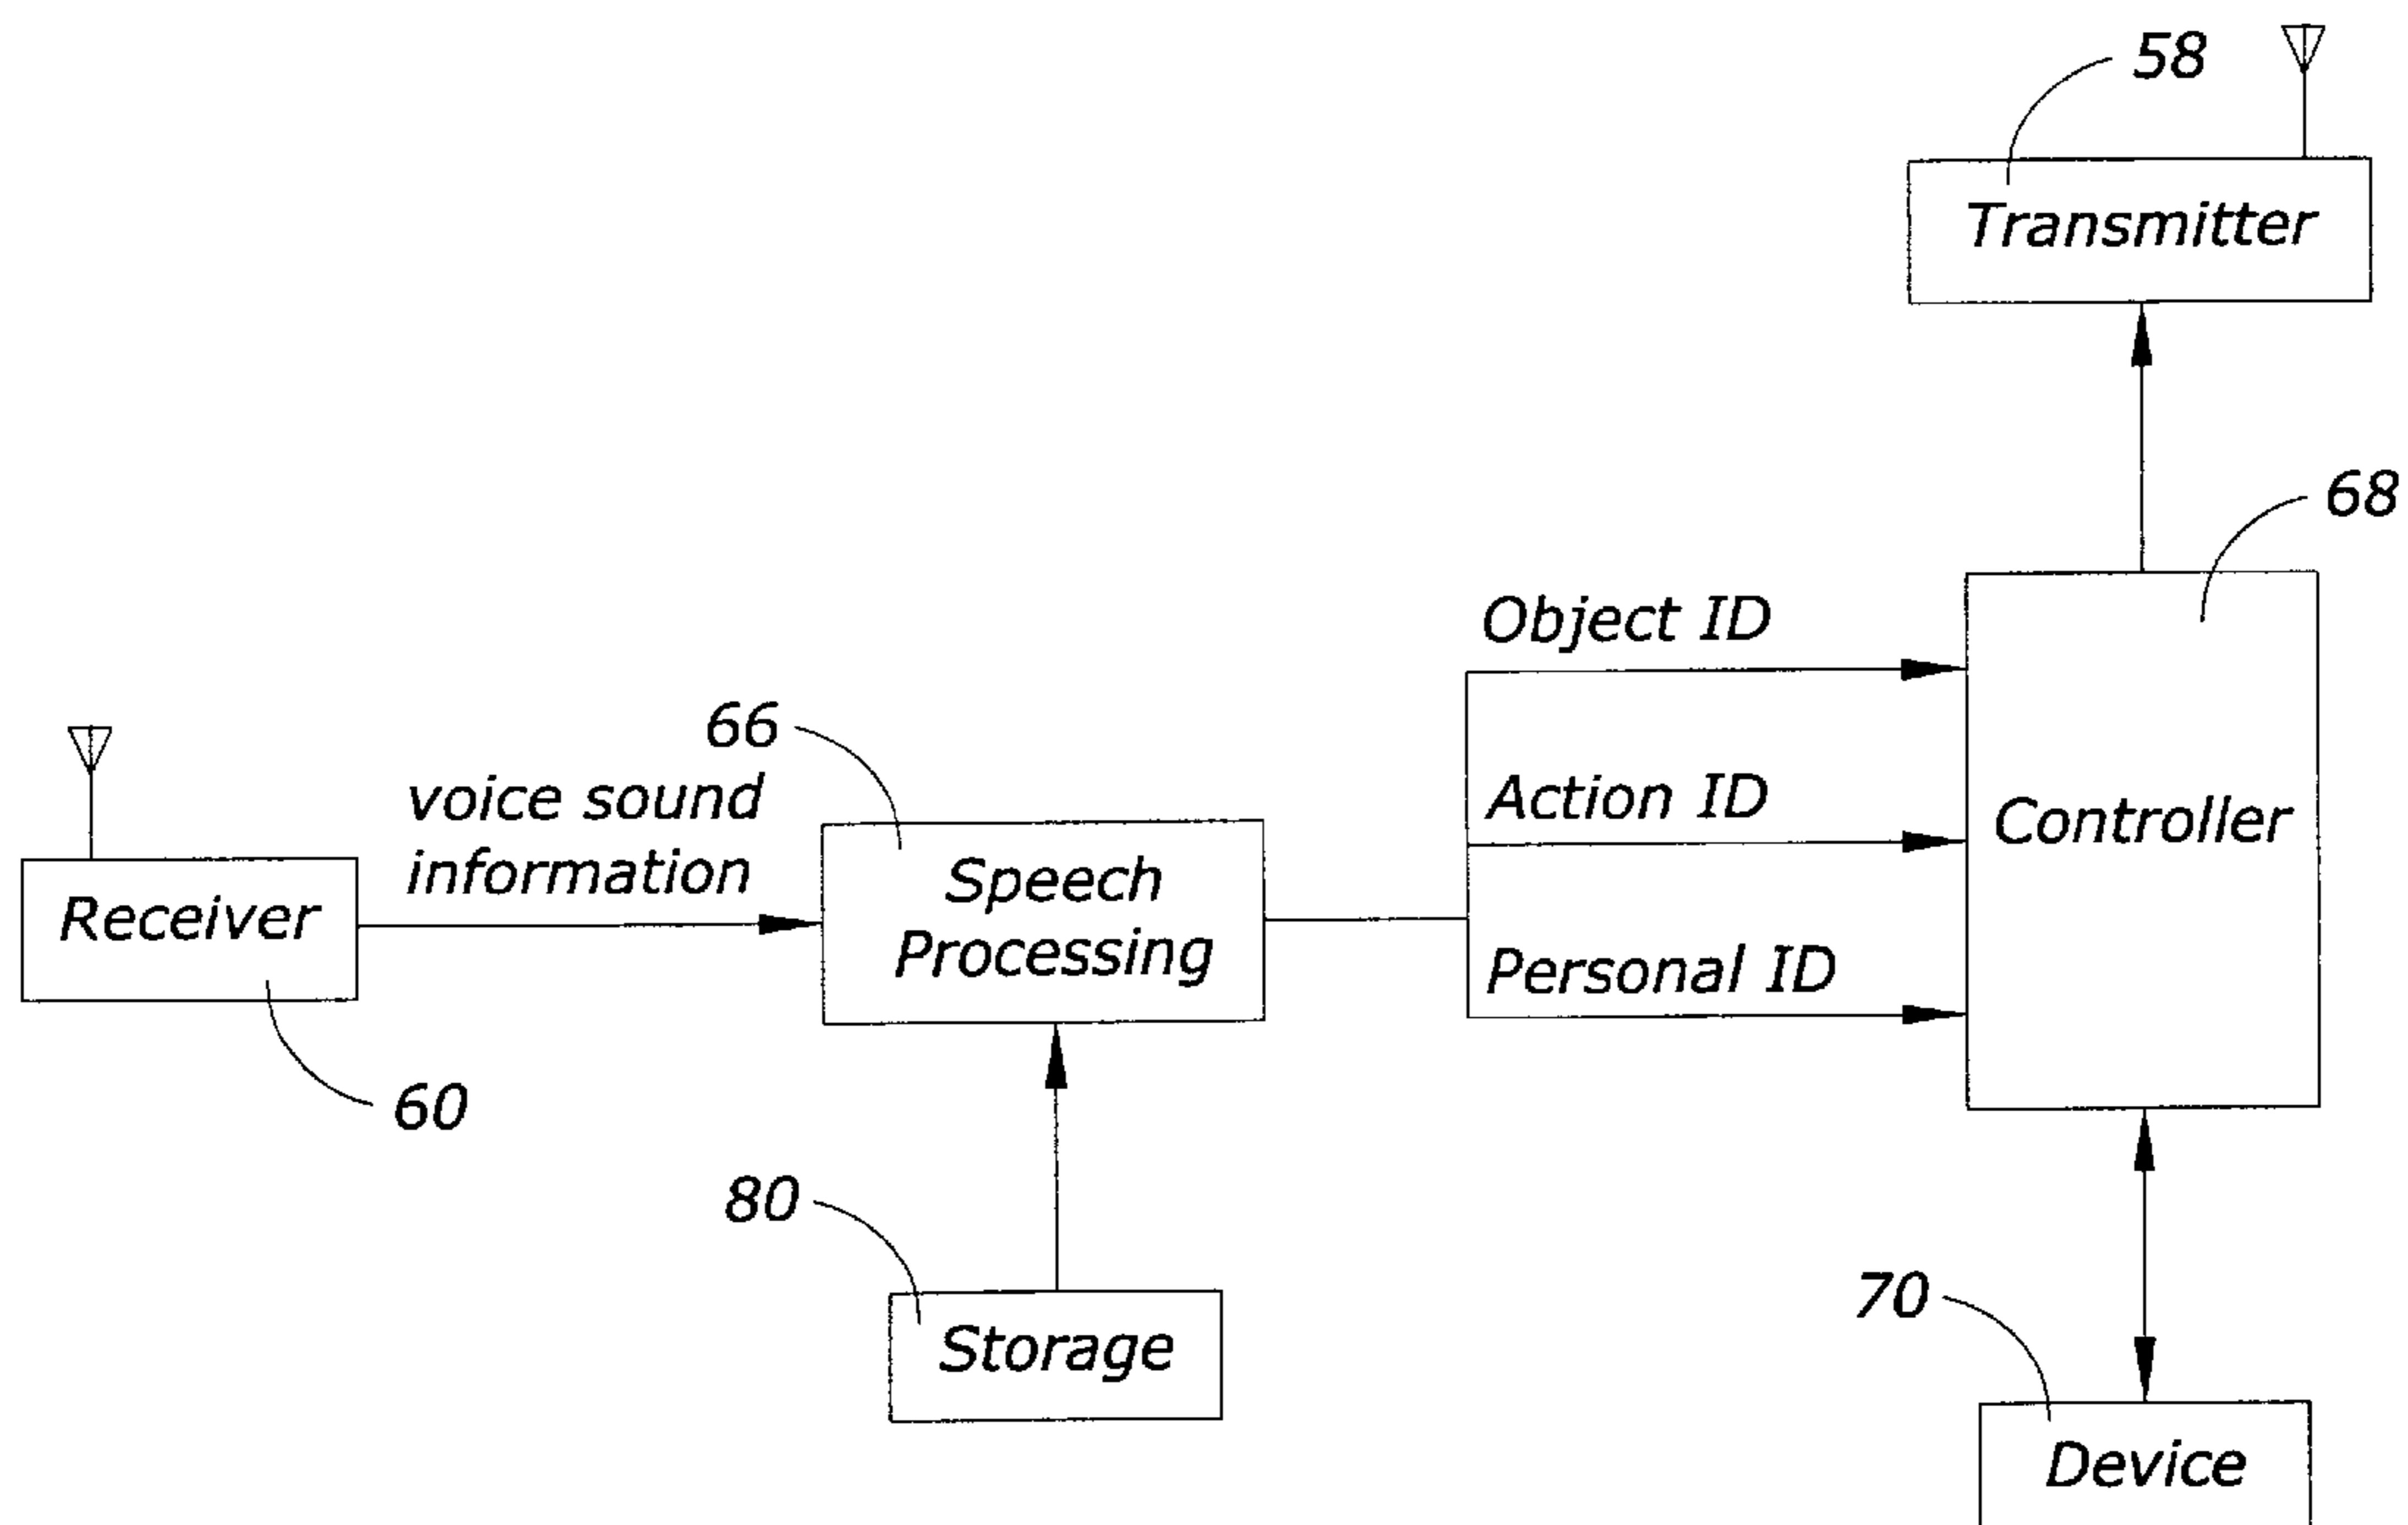 58
Transmitter
68
Object ID
66
voice sound
information
Action ID
Controller
Speech
Processing
Receiver
Personal ID
60
80
Storage
70
Device